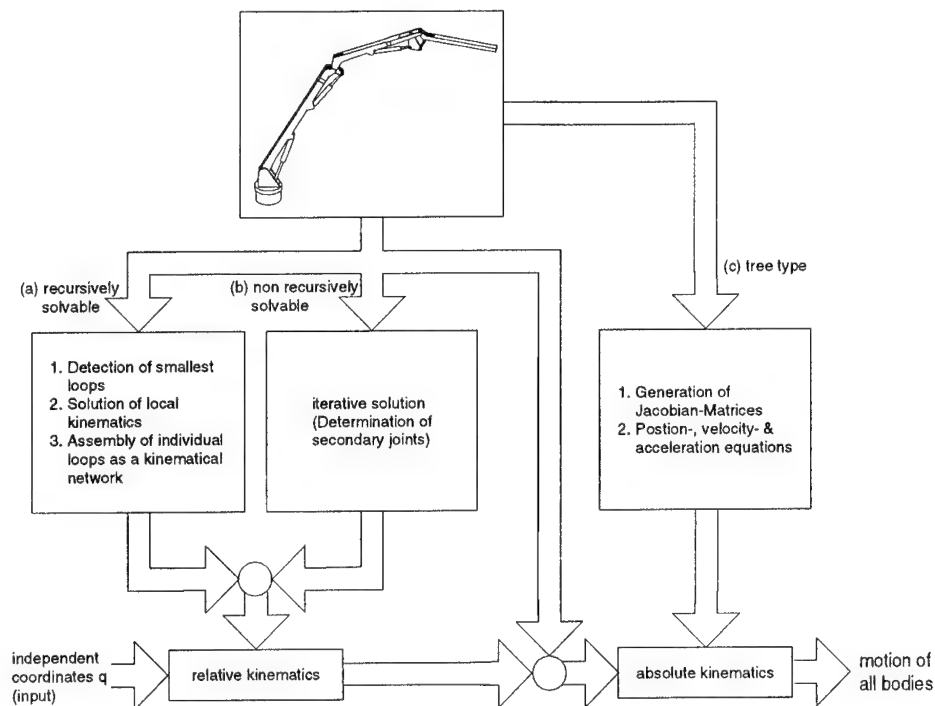 (c) tree type
(a) recursively
solvable
(b) non recursively
solvable
1. Detection of smallest
loops
2. Solution of local
kinematics
3. Assembly of individual
loops as a kinematical
network
iterative solution
(Determination of
secondary joints)
1. Generation of
Jacobian-Matrices
2. Postion-, velocity- &
acceleration equations
independent
coordinates q
(input)
relative kinematics
absolute kinematics
motion of
all bodies